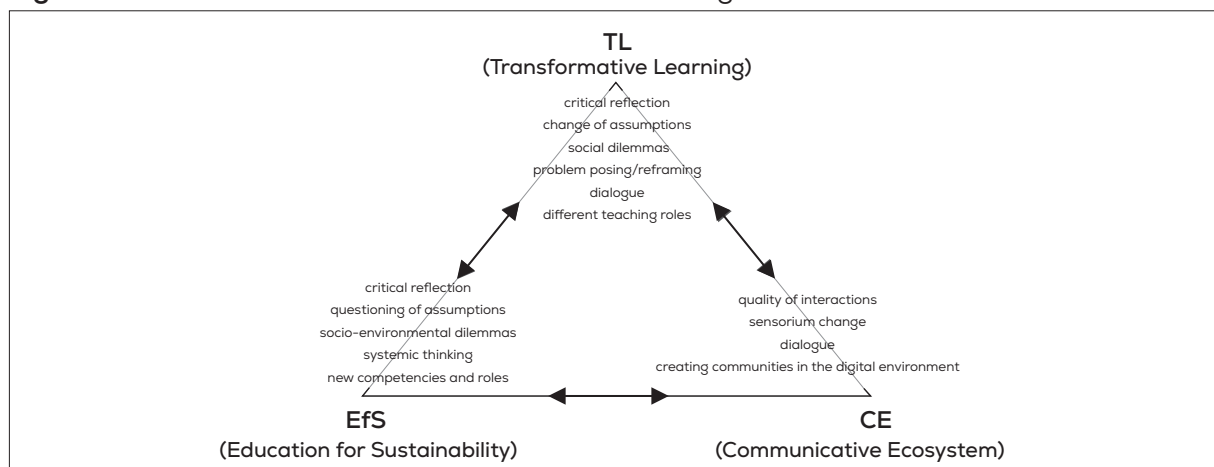 TL
(Transformative Learning)
critical reflection
change of assumptions
social dilemmas
problem posing/reframing
dialogue
different teaching roles
critical reflection
questioning of assumptions
socio-environmental dilemmas
systemic thinking
new competencies and roles
EfS
(Education for Sustainability)
quality of interactions
sensorium change
dialogue
creating communities in the digital environment
CE
(Communicative Ecosystem)